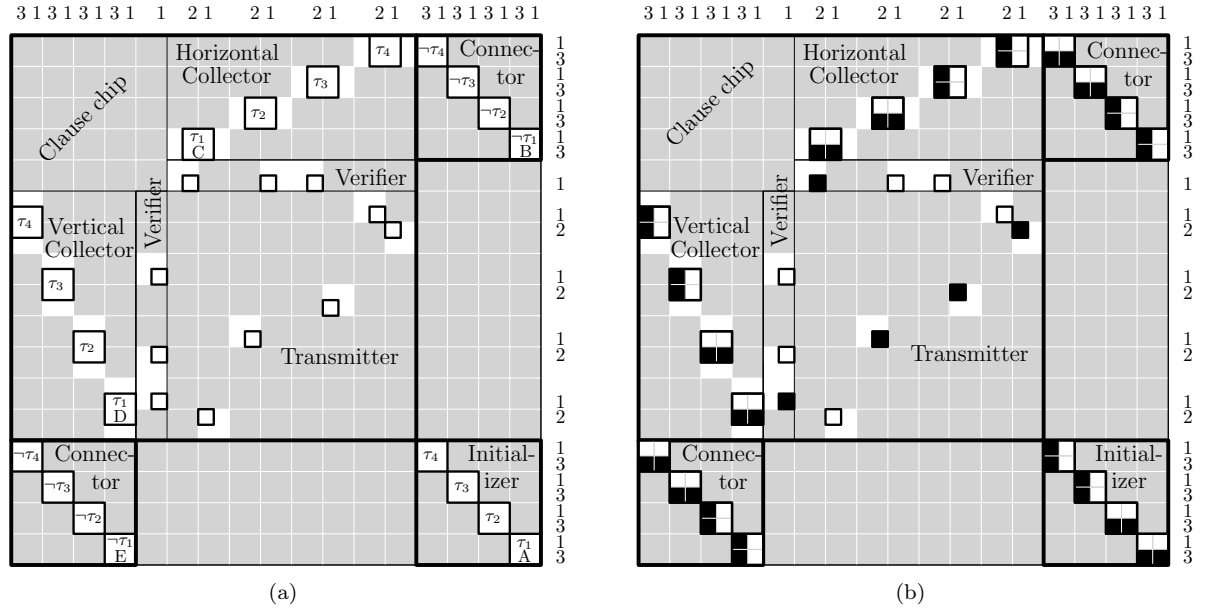 3 1 3 1 3 1 3 1 1 2 1 2 1 2 1 2 1 3 1 3 1 3 1 3 1
Clause chip
Horizontal
Collector
τ4
τ3
τ2
τ1
C
¬τ4
¬τ3
¬τ2
¬τ1
B
Connec-
tor
1
3
1
3
1
3
1
3
Verifier
1
Verifier
τ4
τ3
τ2
τ1
D
Vertical
Collector
Transmitter
1
2
1
2
1
2
1
2
¬τ4
¬τ3
¬τ2
¬τ1
E
Connec-
tor
τ4
τ3
τ2
τ1
A
Initial-
izer
1
3
1
3
1
3
1
3
(a)
3 1 3 1 3 1 3 1 1 2 1 2 1 2 1 2 1 3 1 3 1 3 1 3 1
Clause chip
Horizontal
Collector
Connec-
tor
1
3
1
3
1
3
1
3
Verifier
1
Verifier
Vertical
Collector
Transmitter
1
2
1
2
1
2
1
2
Connec-
tor
Initial-
izer
1
3
1
3
1
3
1
3
(b)